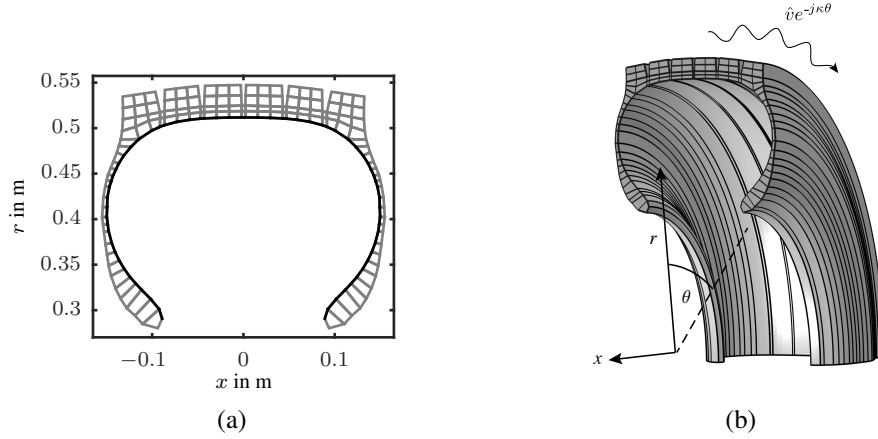 0.55
0.5
0.45
0.4
0.35
0.3
r in m
−0.1
0
0.1
x in m
(a)
v̂e^{-jκθ}
r
θ
x
(b)